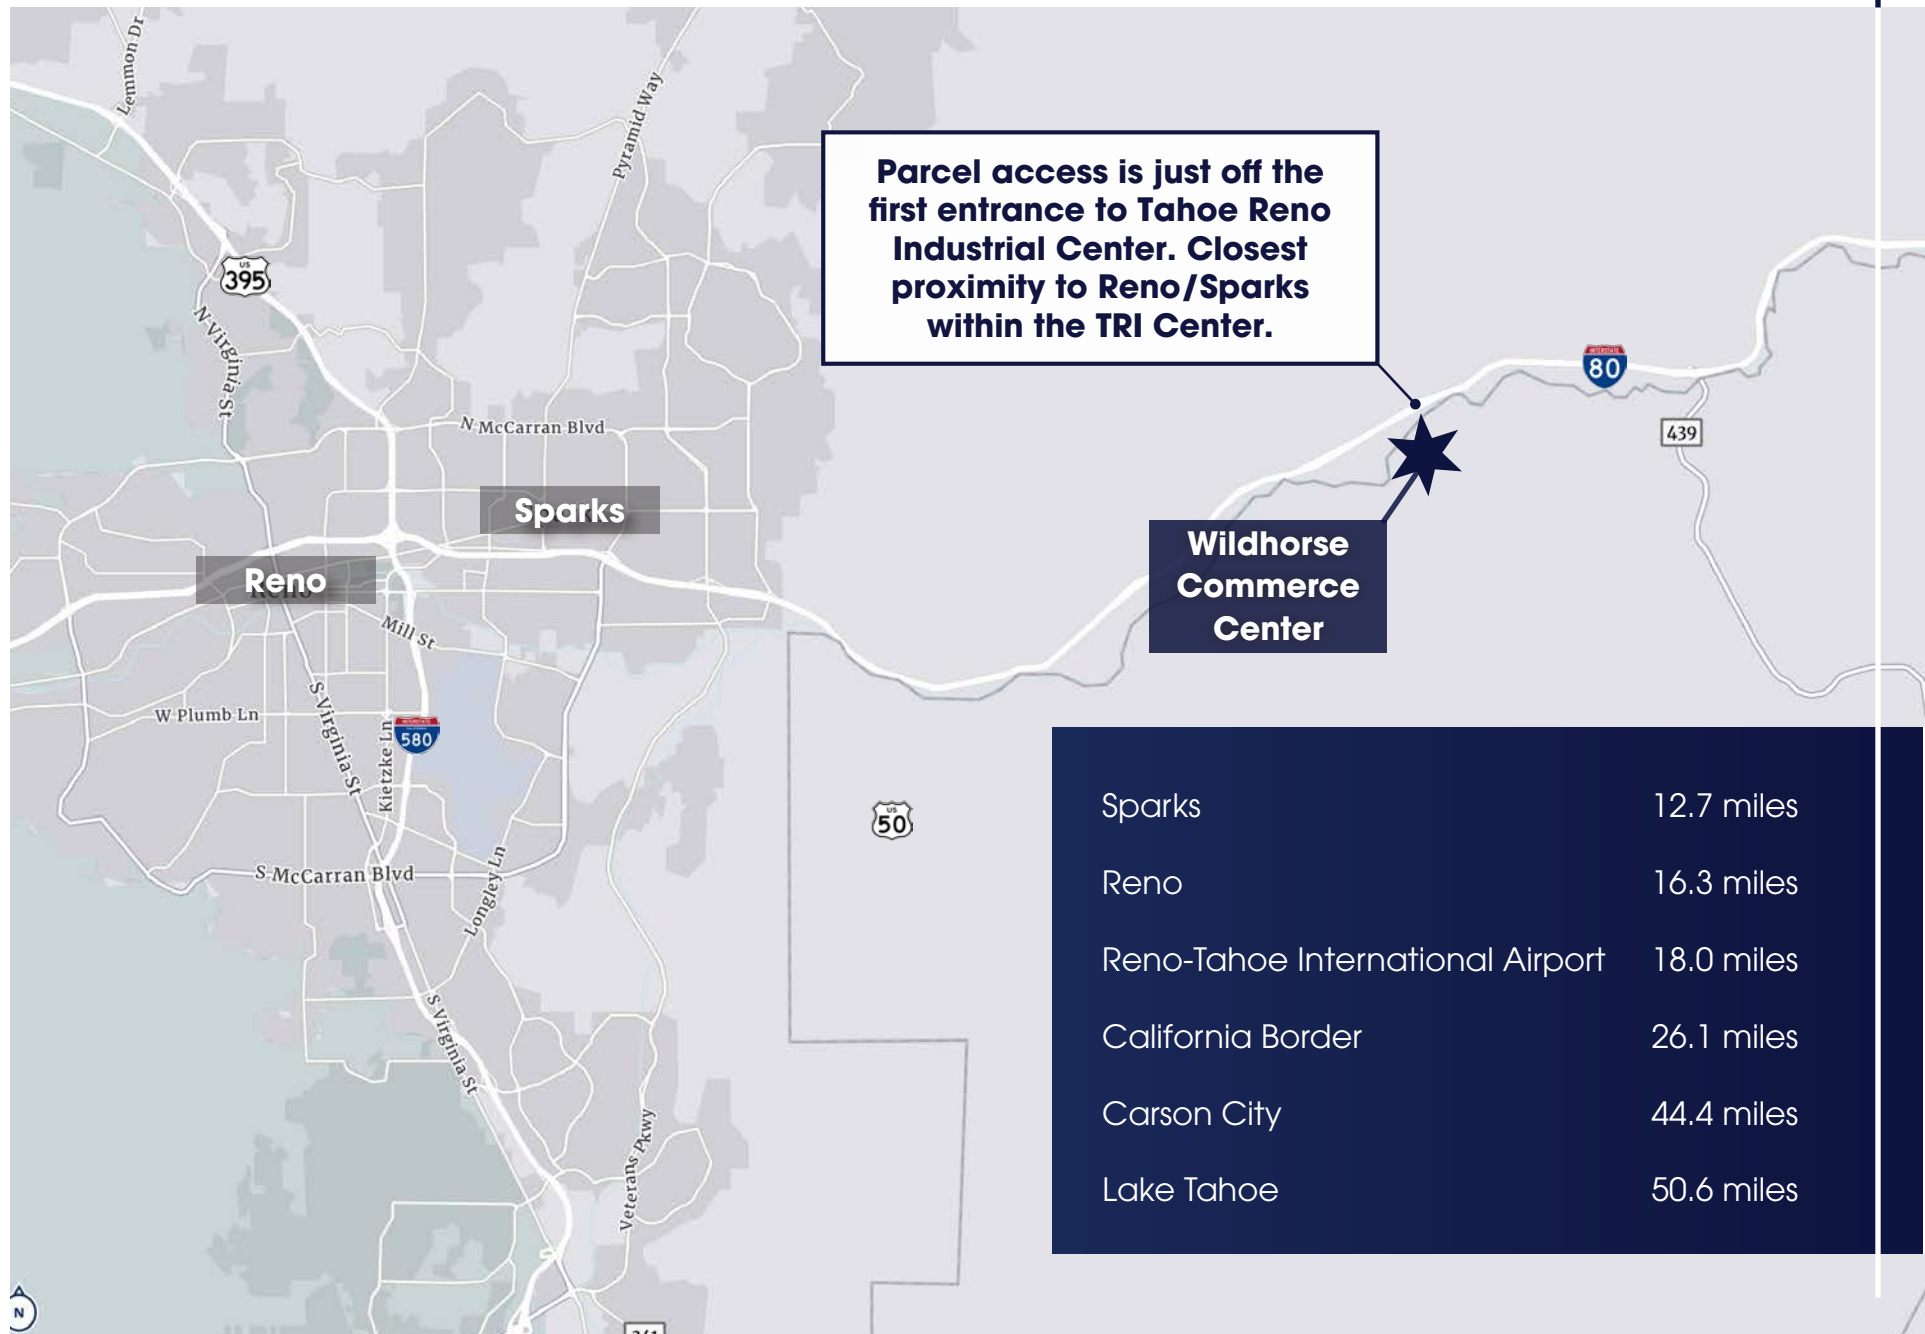 Lemmon Dr
Pyramid Way
Parcel access is just off the
first entrance to Tahoe Reno
Industrial Center. Closest
proximity to Reno/Sparks
within the TRI Center.
US
395
N Virginia St
INTERSTATE
80
439
N McCarran Blvd
Sparks
Reno
Wildhorse
Commerce
Center
Mill St
W Plumb Ln
S Virginia St
Kietzke Ln
INTERSTATE
580
US
50
S McCarran Blvd
Longley Ln
S Virginia St
Veterans Pkwy
Sparks 12.7 miles
Reno 16.3 miles
Reno-Tahoe International Airport 18.0 miles
California Border 26.1 miles
Carson City 44.4 miles
Lake Tahoe 50.6 miles
N